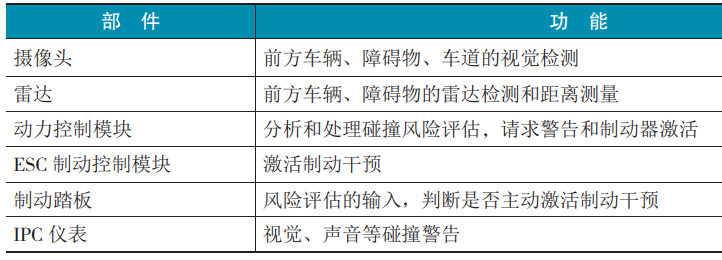 部 件 功 能
摄像头 前方车辆、障碍物、车道的视觉检测
雷达 前方车辆、障碍物的雷达检测和距离测量
动力控制模块 分析和处理碰撞风险评估，请求警告和制动器激活
ESC 制动控制模块 激活制动干预
制动踏板 风险评估的输入，判断是否主动激活制动干预
IPC 仪表 视觉、声音等碰撞警告